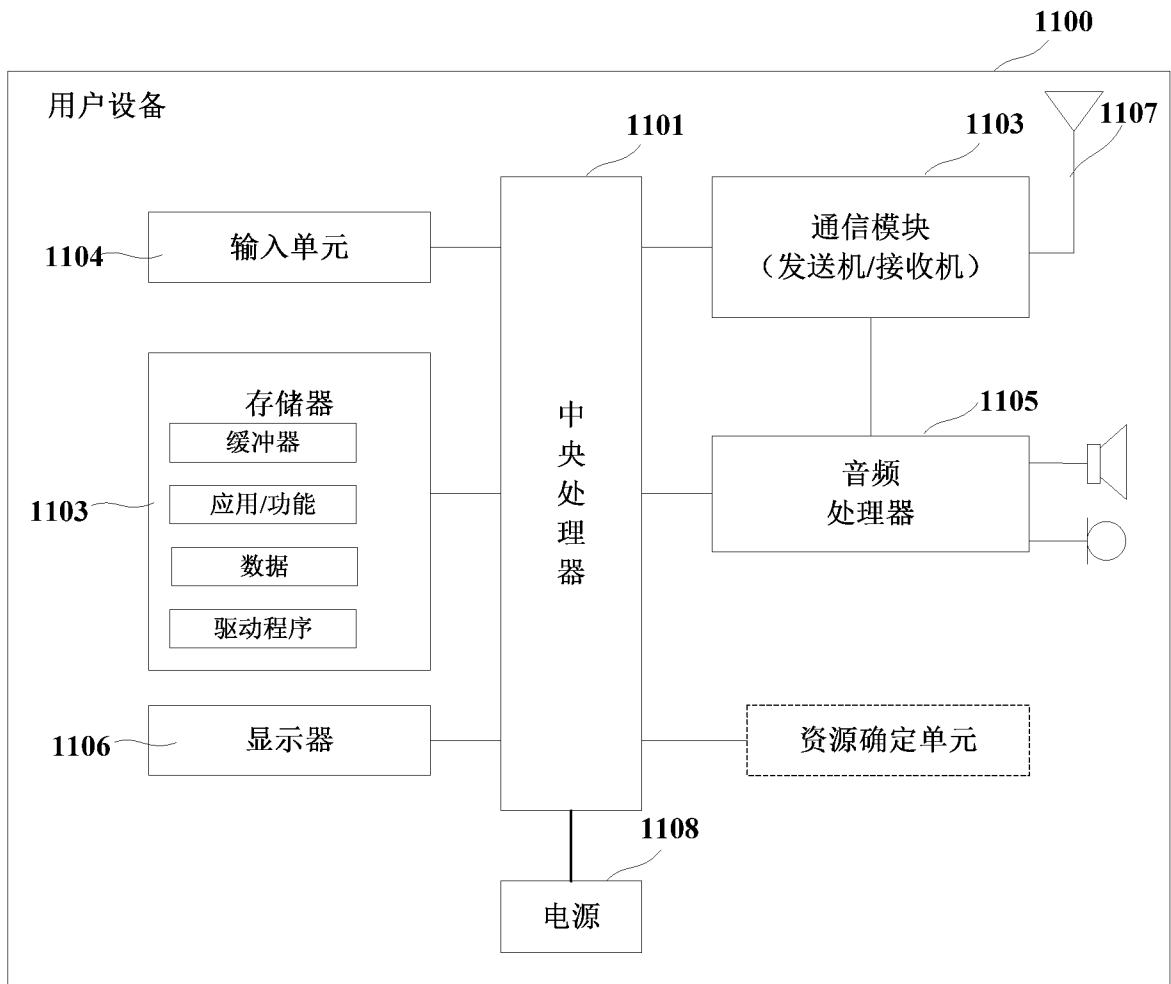 1100
用户设备
1107
1101
1103
通信模块
(发送机/接收机)
1104
输入单元
存储器
缓冲器
应用/功能
数据
驱动程序
1103
中央处理器
1105
音频
处理器
1106
显示器
资源确定单元
1108
电源